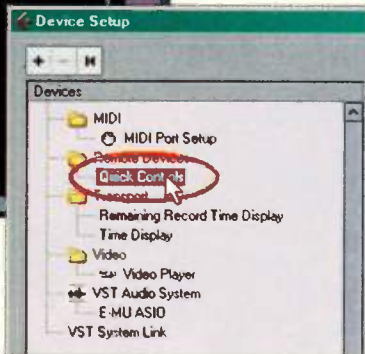 Device Setup
+ - H
Devices
MIDI
MIDI Port Setup
Remote Devices
Quick Controls
Transport
Remaining Record Time Display
Time Display
Video
Video Player
VST Audio System
E-MU ASIO
VST System Link